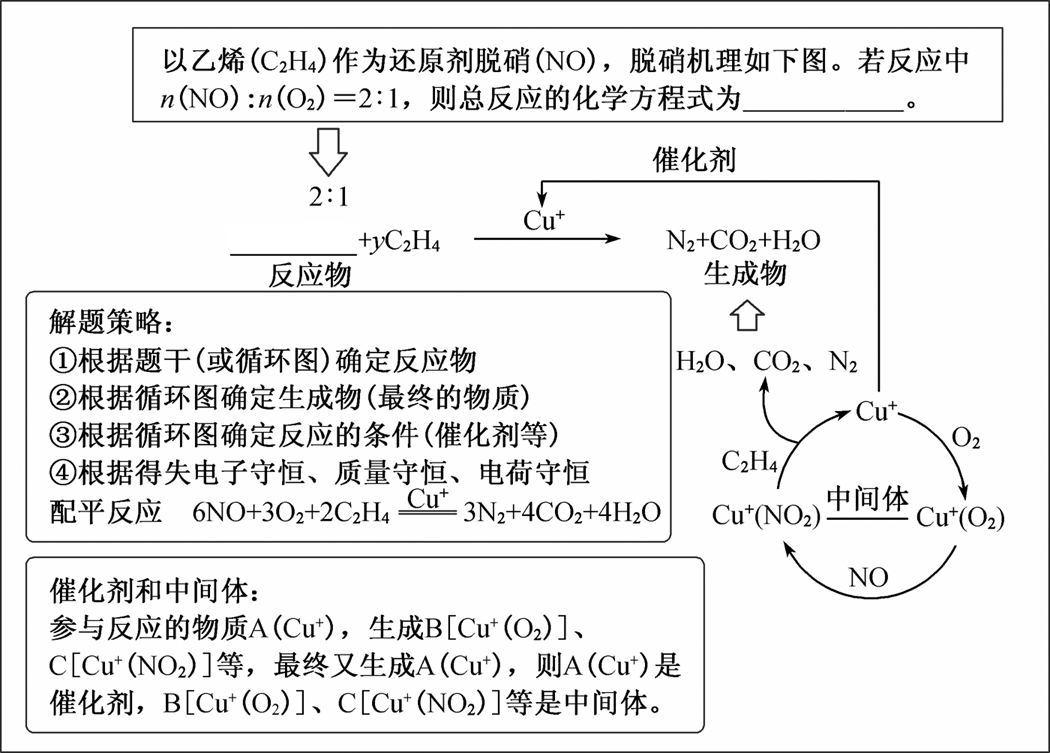 以乙烯(C₂H₄)作为还原剂脱硝(NO)，脱硝机理如下图。若反应中
n(NO)∶n(O₂)＝2∶1，则总反应的化学方程式为____________。
2∶1
催化剂
Cu⁺
________+yC₂H₄
N₂+CO₂+H₂O
反应物
生成物
解题策略：
①根据题干(或循环图)确定反应物
②根据循环图确定生成物(最终的物质)
③根据循环图确定反应的条件(催化剂等)
④根据得失电子守恒、质量守恒、电荷守恒
配平反应 6NO+3O₂+2C₂H₄ ══Cu⁺══ 3N₂+4CO₂+4H₂O
H₂O、CO₂、N₂
Cu⁺
O₂
C₂H₄
Cu⁺(NO₂) 中间体 Cu⁺(O₂)
NO
催化剂和中间体：
参与反应的物质A(Cu⁺)，生成B[Cu⁺(O₂)]、
C[Cu⁺(NO₂)]等，最终又生成A(Cu⁺)，则A(Cu⁺)是
催化剂，B[Cu⁺(O₂)]、C[Cu⁺(NO₂)]等是中间体。